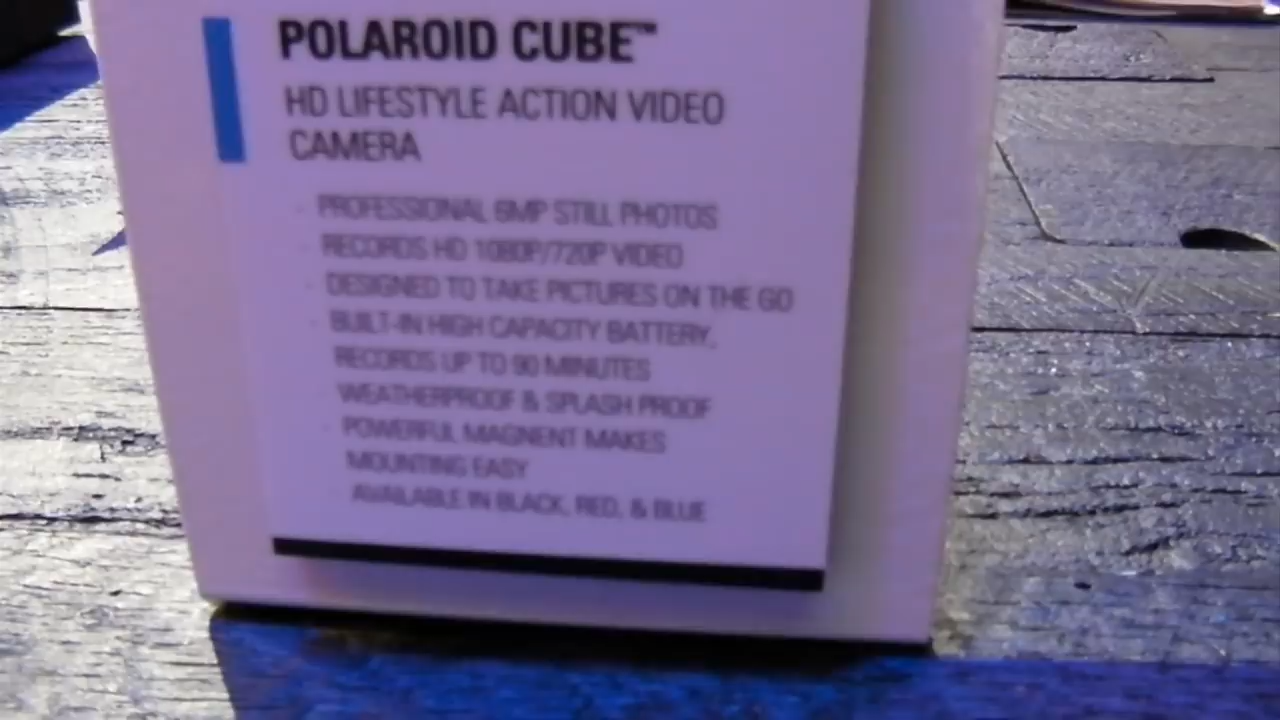 POLAROID CUBE™
HD LIFESTYLE ACTION VIDEO
CAMERA
· PROFESSIONAL 6MP STILL PHOTOS
· RECORDS HD 1080P/720P VIDEO
· DESIGNED TO TAKE PICTURES ON THE GO
· BUILT-IN HIGH CAPACITY BATTERY,
RECORDS UP TO 90 MINUTES
· WEATHERPROOF & SPLASH PROOF
· POWERFUL MAGNENT MAKES
MOUNTING EASY
· AVAILABLE IN BLACK, RED, & BLUE